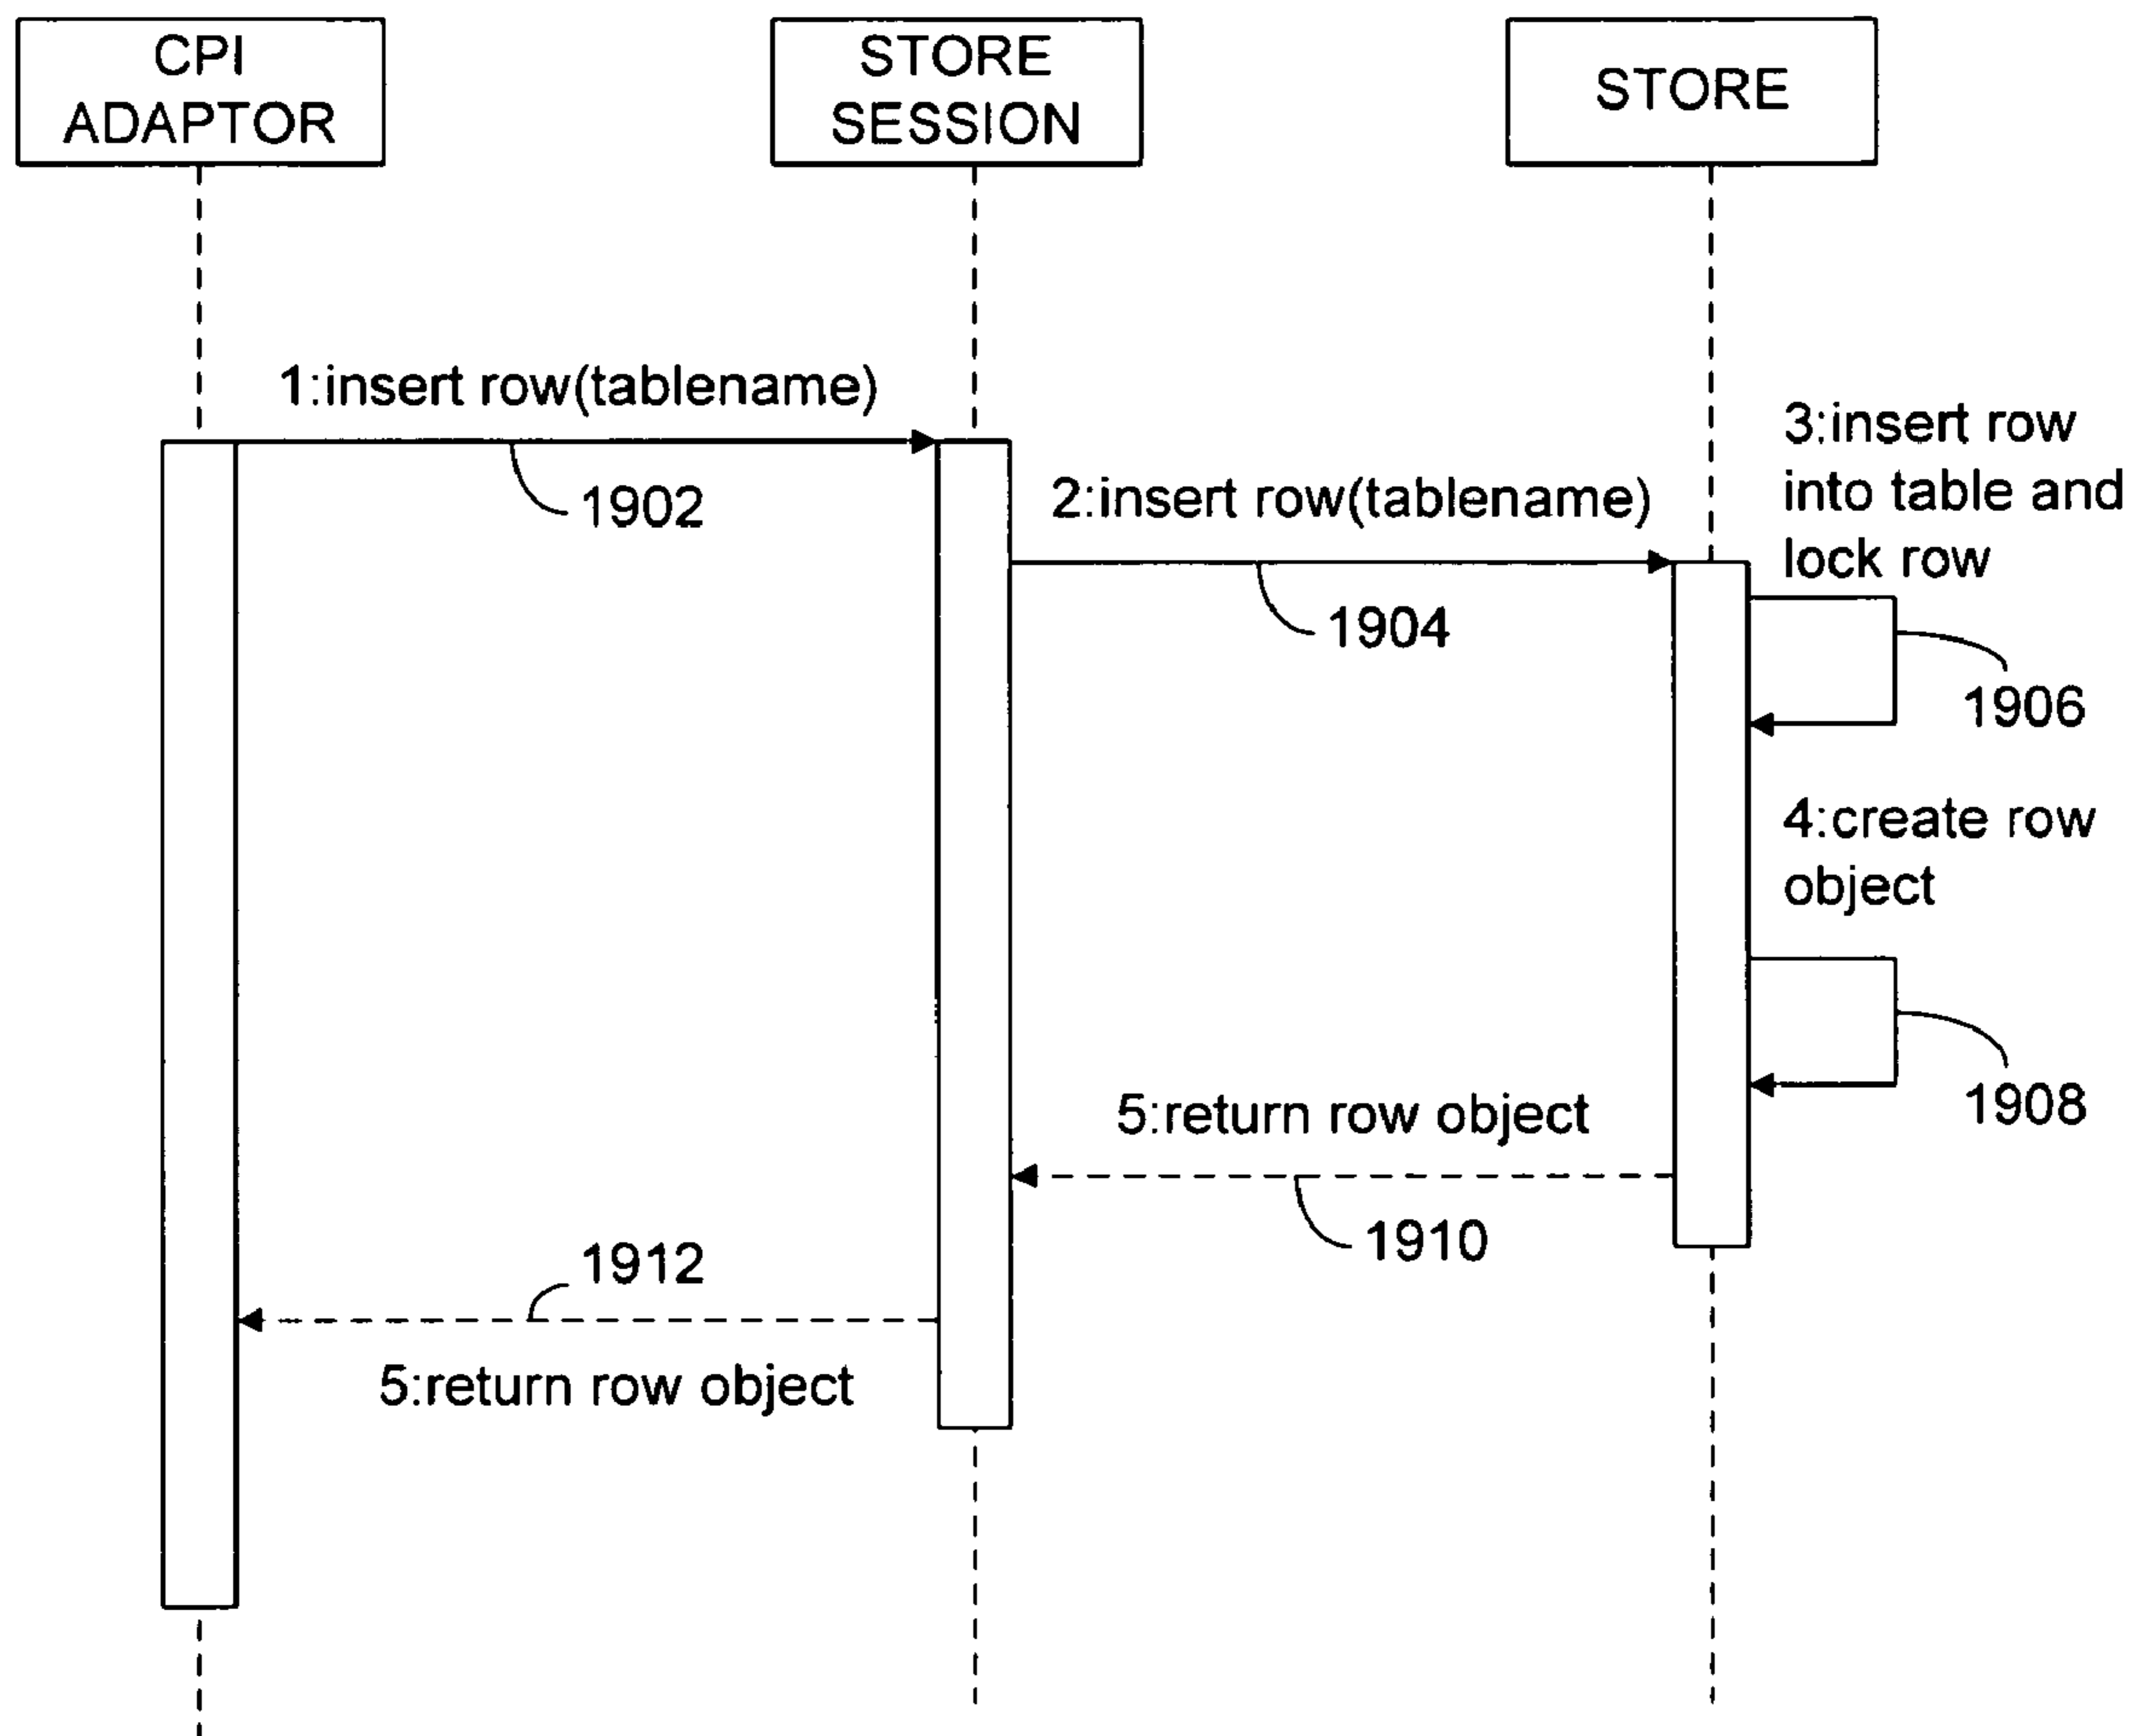 CPI
ADAPTOR
STORE
SESSION
STORE
1:insert row(tablename)
1902
2:insert row(tablename)
1904
3:insert row
into table and
lock row
1906
4:create row
object
1908
5:return row object
1910
1912
5:return row object